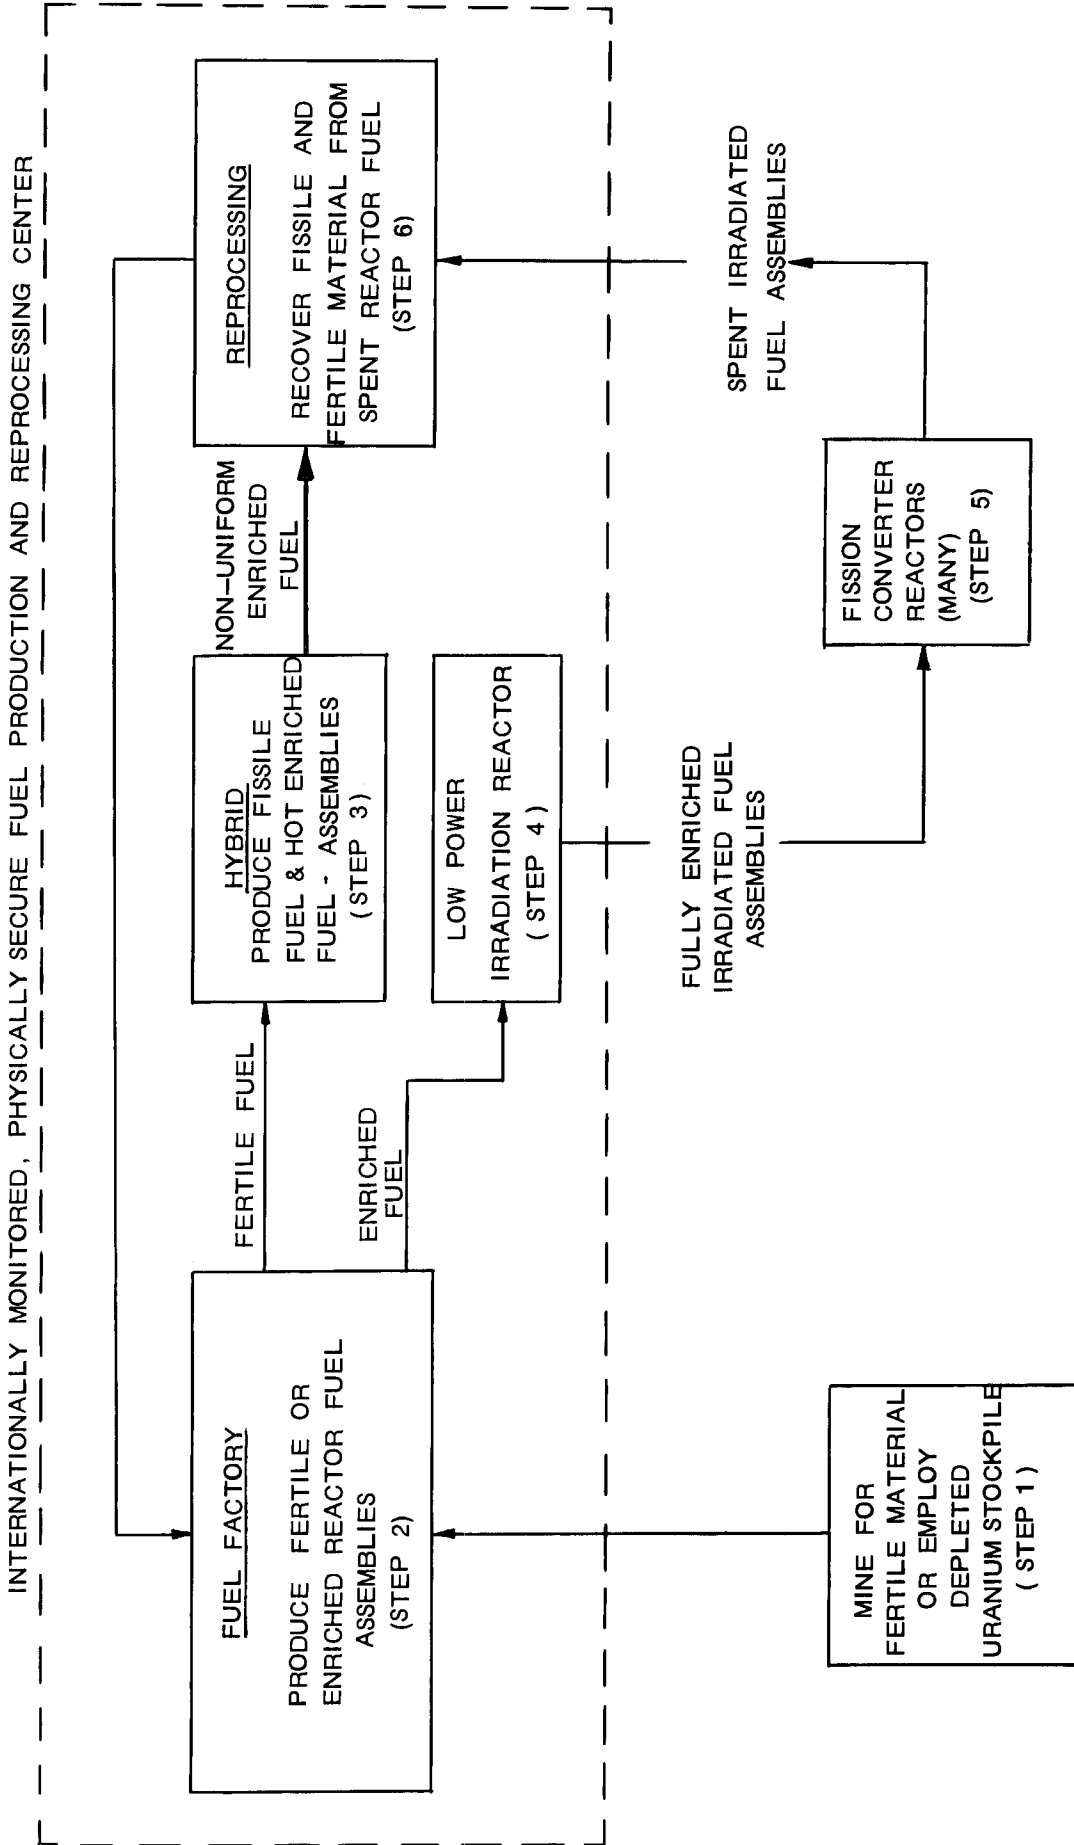 INTERNATIONALLY MONITORED, PHYSICALLY SECURE FUEL PRODUCTION AND REPROCESSING CENTER
FUEL FACTORY
PRODUCE FERTILE OR
ENRICHED REACTOR FUEL
ASSEMBLIES
(STEP 2)
FERTILE FUEL
ENRICHED
FUEL
HYBRID
PRODUCE FISSILE
FUEL & HOT ENRICHED
FUEL - ASSEMBLIES
(STEP 3)
LOW POWER
IRRADIATION REACTOR
( STEP 4)
NON-UNIFORM
ENRICHED
FUEL
REPROCESSING
RECOVER FISSILE AND
FERTILE MATERIAL FROM
SPENT REACTOR FUEL
(STEP 6)
MINE FOR
FERTILE MATERIAL
OR EMPLOY
DEPLETED
URANIUM STOCKPILE
( STEP 1 )
FULLY ENRICHED
IRRADIATED FUEL
ASSEMBLIES
FISSION
CONVERTER
REACTORS
(MANY)
(STEP 5)
SPENT IRRADIATED
FUEL ASSEMBLIES